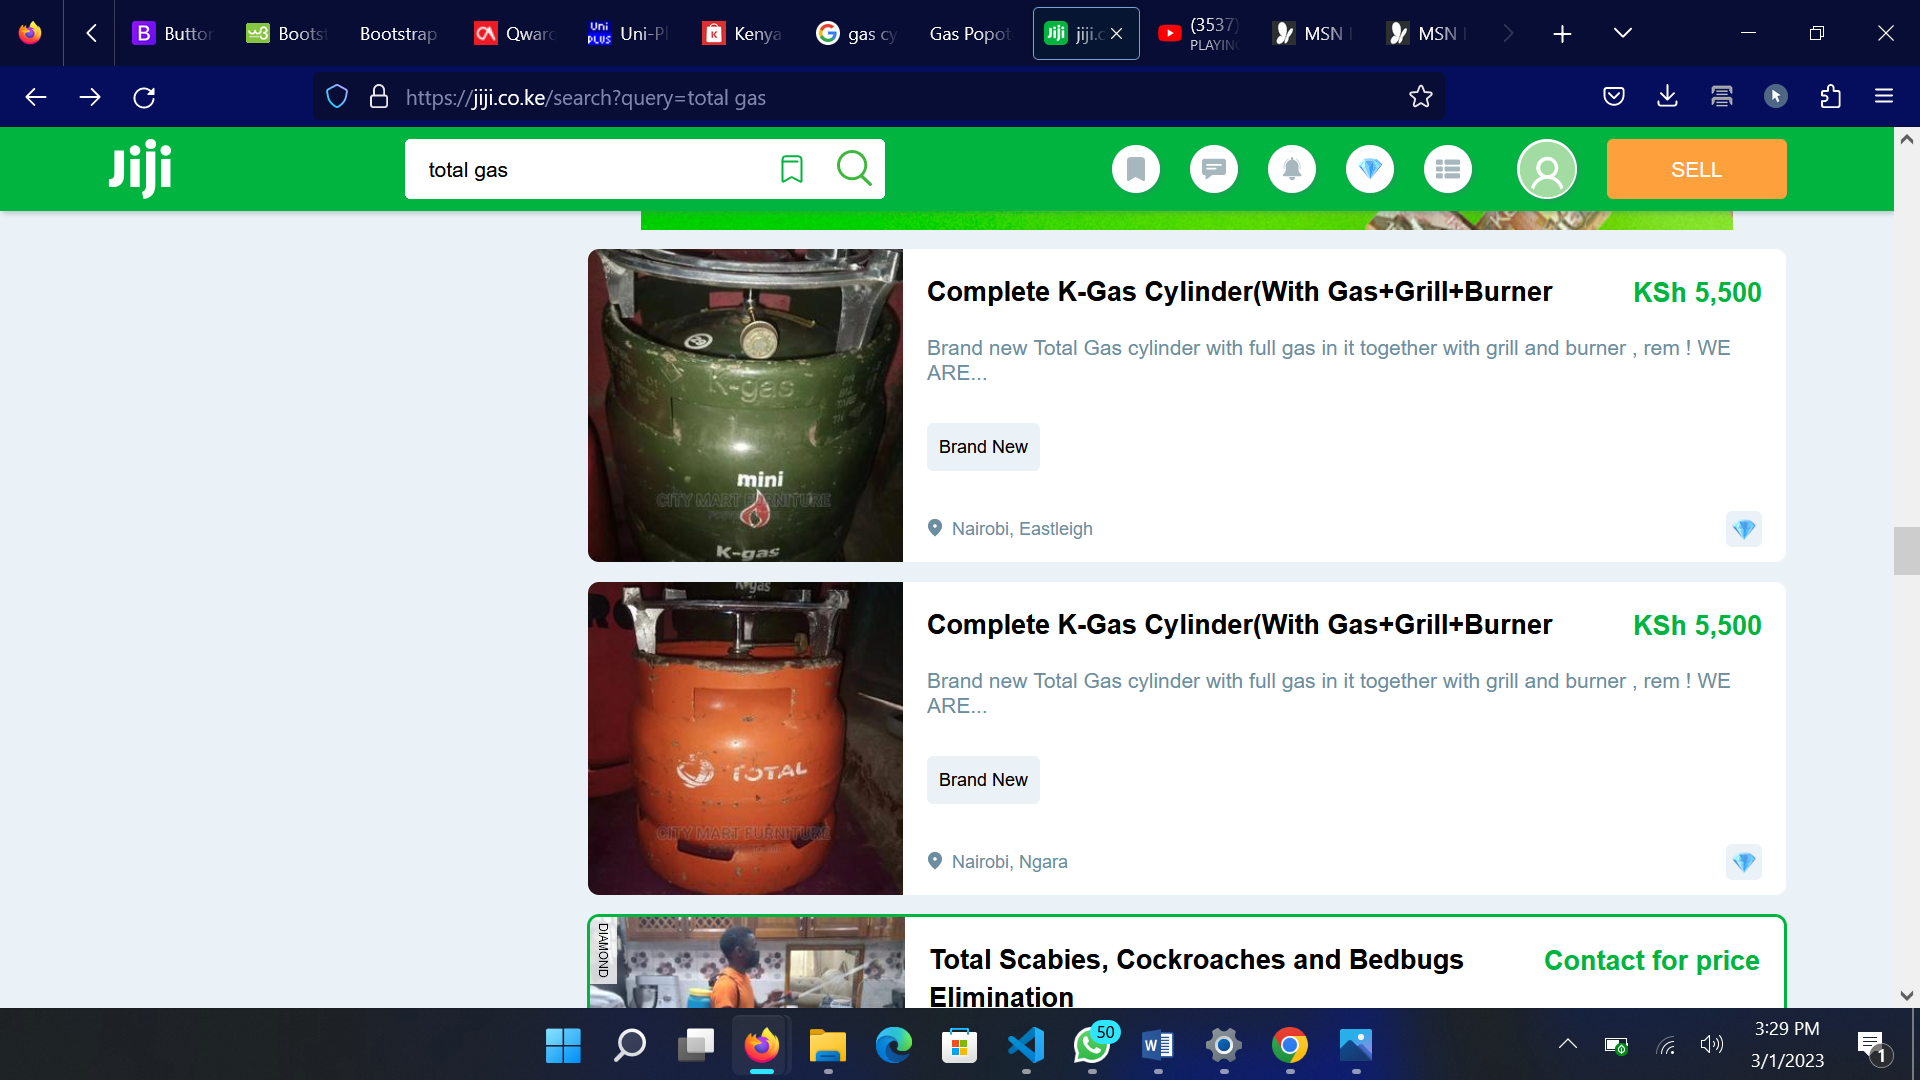 Button
Bootst
Bootstrap
Qwar
Uni-Pl
Kenya
gas cy
Gas Popot
jiji.c
(3537)
PLAYING
MSN
MSN
https://jiji.co.ke/search?query=total gas
Jiji
total gas
SELL
Complete K-Gas Cylinder(With Gas+Grill+Burner
KSh 5,500
Brand new Total Gas cylinder with full gas in it together with grill and burner , rem ! WE
ARE...
Brand New
Nairobi, Eastleigh
K-gas
mini
CITY MART FURNITURE
K-gas
Complete K-Gas Cylinder(With Gas+Grill+Burner
KSh 5,500
Brand new Total Gas cylinder with full gas in it together with grill and burner , rem ! WE
ARE...
Brand New
Nairobi, Ngara
K-gas
TOTAL
CITY MART FURNITURE
DIAMOND
Total Scabies, Cockroaches and Bedbugs
Elimination
Contact for price
50
3:29 PM
3/1/2023
1